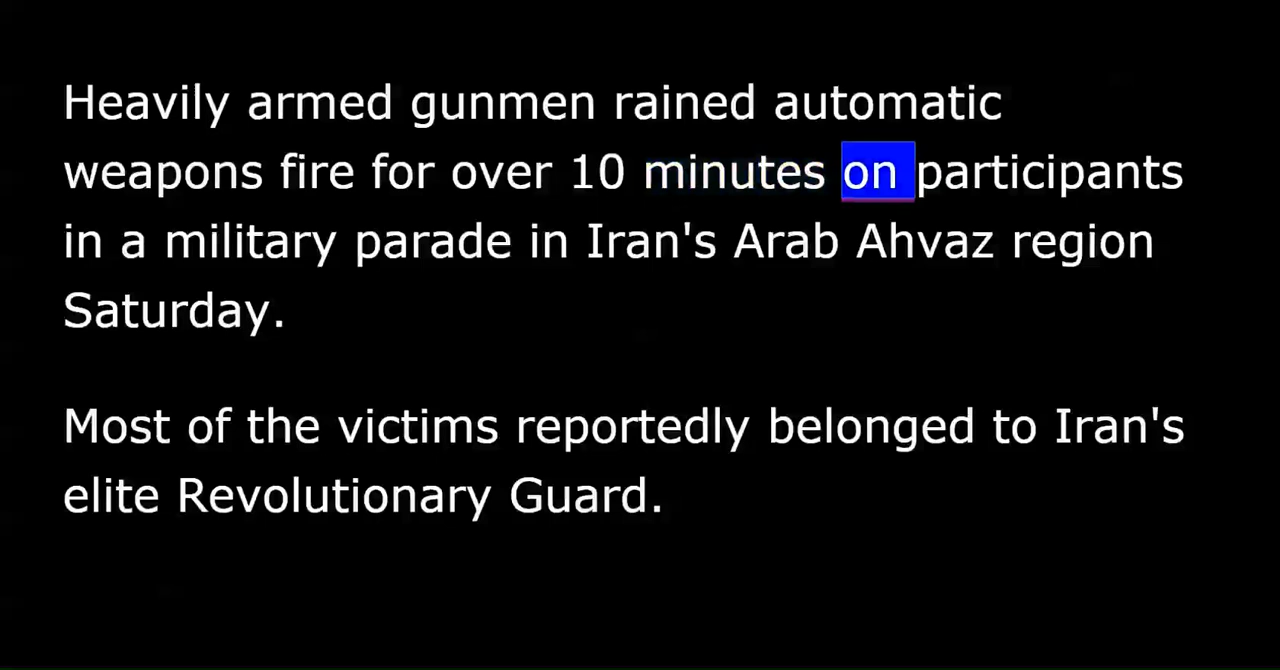 Heavily armed gunmen rained automatic
weapons fire for over 10 minutes on participants
in a military parade in Iran's Arab Ahvaz region
Saturday.
Most of the victims reportedly belonged to Iran's
elite Revolutionary Guard.